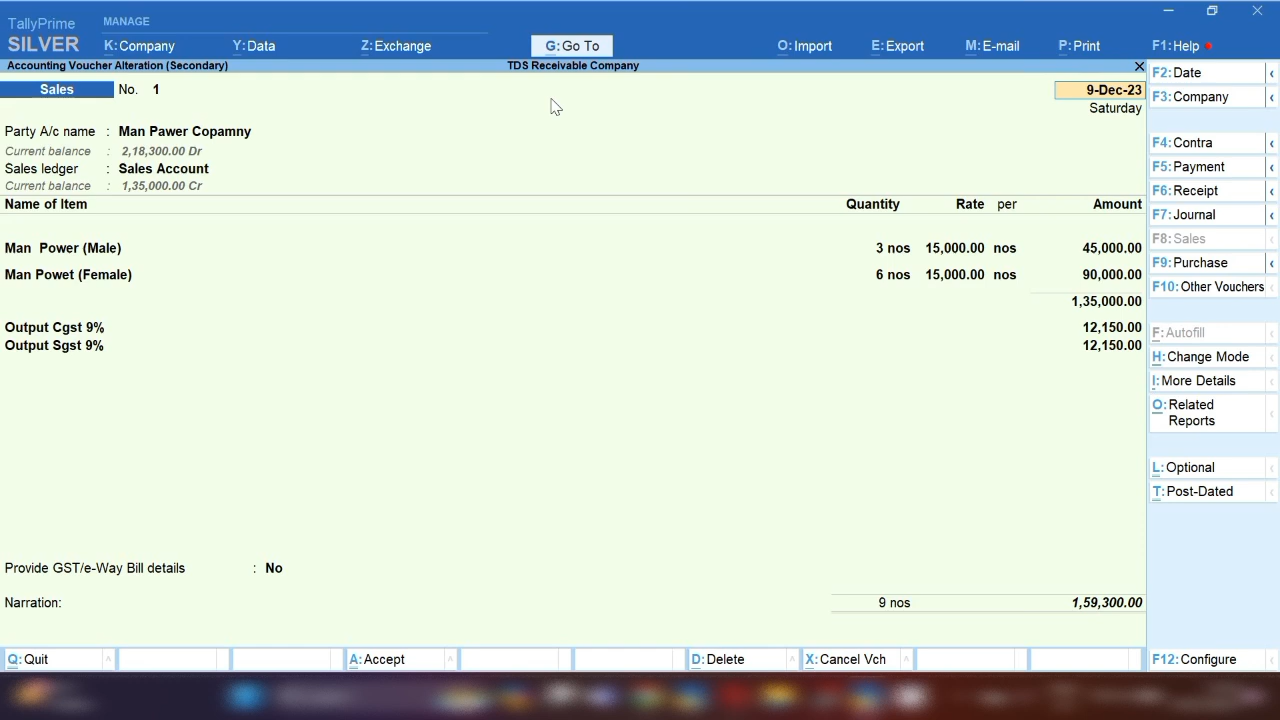 TallyPrime
SILVER
MANAGE
K:Company
Y:Data
Z:Exchange
G:Go To
O:Import
E:Export
M:E-mail
P:Print
F1:Help
Accounting Voucher Alteration (Secondary)
TDS Receivable Company
Sales No. 1
9-Dec-23
Saturday
Party A/c name : Man Pawer Copamny
Current balance : 2,18,300.00 Dr
Sales ledger : Sales Account
Current balance : 1,35,000.00 Cr
Name of Item Quantity Rate per Amount
Man Power (Male) 3 nos 15,000.00 nos 45,000.00
Man Powet (Female) 6 nos 15,000.00 nos 90,000.00
1,35,000.00
Output Cgst 9% 12,150.00
Output Sgst 9% 12,150.00
Provide GST/e-Way Bill details : No
Narration: 9 nos 1,59,300.00
Q:Quit
A:Accept
D:Delete
X:Cancel Vch
F2:Date
F3:Company
F4:Contra
F5:Payment
F6:Receipt
F7:Journal
F8:Sales
F9:Purchase
F10:Other Vouchers
F:Autofill
H:Change Mode
I:More Details
O:Related
Reports
L:Optional
T:Post-Dated
F12:Configure